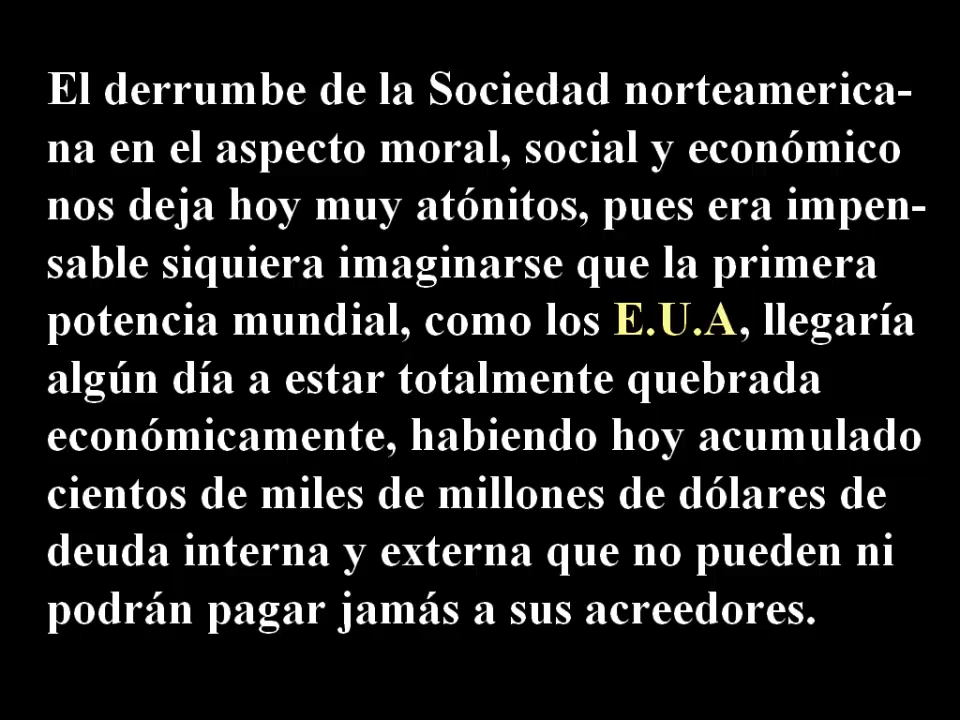 El derrumbe de la Sociedad norteamerica-
na en el aspecto moral, social y económico
nos deja hoy muy atónitos, pues era impen-
sable siquiera imaginarse que la primera
potencia mundial, como los E.U.A, llegaría
algún día a estar totalmente quebrada
económicamente, habiendo hoy acumulado
cientos de miles de millones de dólares de
deuda interna y externa que no pueden ni
podrán pagar jamás a sus acreedores.